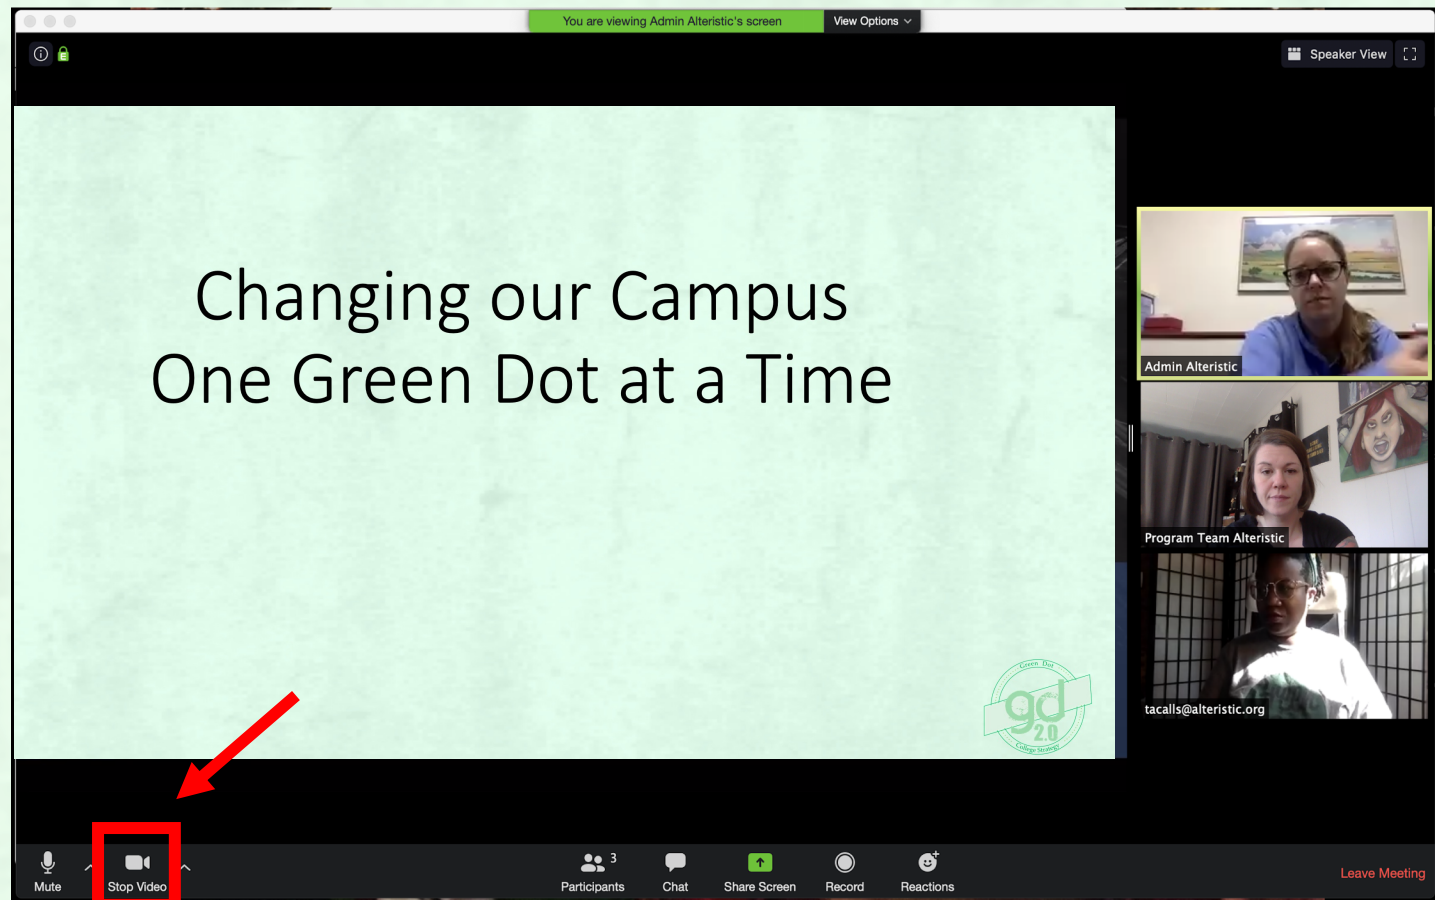 You are viewing Admin Alteristic's screen
View Options
Speaker View
Changing our Campus
One Green Dot at a Time
Admin Alteristic
Program Team Alteristic
tacalls@alteristic.org
Green Dot
gd
2.0
College Strategy
Mute
Stop Video
Participants
3
Chat
Share Screen
Record
Reactions
Leave Meeting